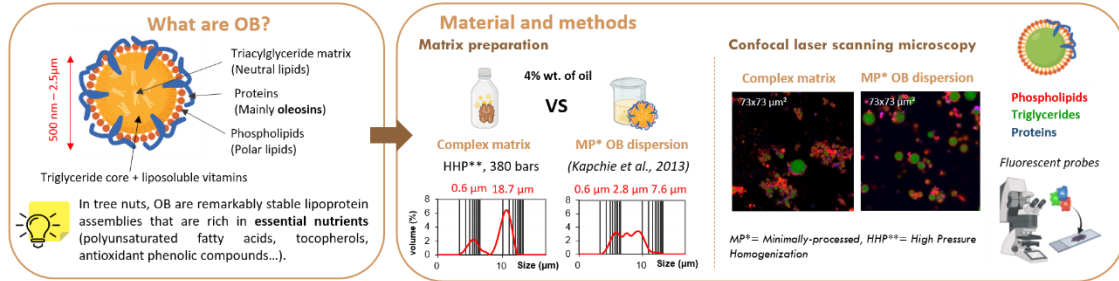 What are OB?
500 nm – 2.5µm
Triacylglyceride matrix
(Neutral lipids)
Proteins
(Mainly oleosins)
Phospholipids
(Polar lipids)
Triglyceride core + liposoluble vitamins
In tree nuts, OB are remarkably stable lipoprotein
assemblies that are rich in essential nutrients
(polyunsaturated fatty acids, tocopherols,
antioxidant phenolic compounds...).
Material and methods
Matrix preparation
4% wt. of oil
VS
Complex matrix
HHP**, 380 bars
MP* OB dispersion
(Kapchie et al., 2013)
0.6 µm 18.7 µm
volume (%)
8
6
4
2
0
10
Size (µm)
0.6 µm 2.8 µm 7.6 µm
8
6
4
2
0
10
Size (µm)
Confocal laser scanning microscopy
Complex matrix
73x73 µm²
MP* OB dispersion
73x73 µm²
MP*= Minimally-processed, HHP**= High Pressure
Homogenization
Phospholipids
Triglycerides
Proteins
Fluorescent probes